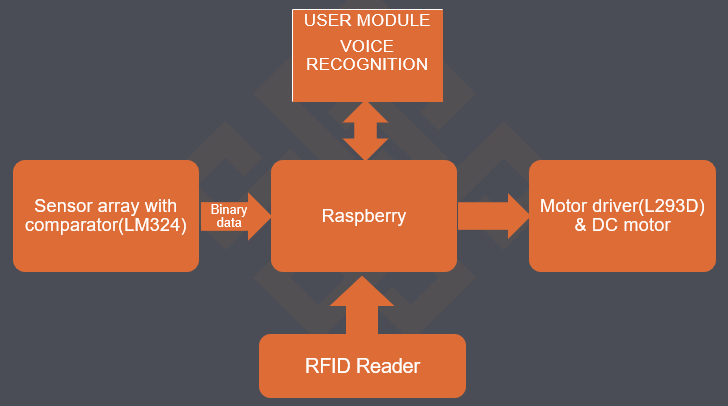 USER MODULE
VOICE
RECOGNITION
Sensor array with
comparator(LM324)
Binary
data
Raspberry
Motor driver(L293D)
& DC motor
RFID Reader